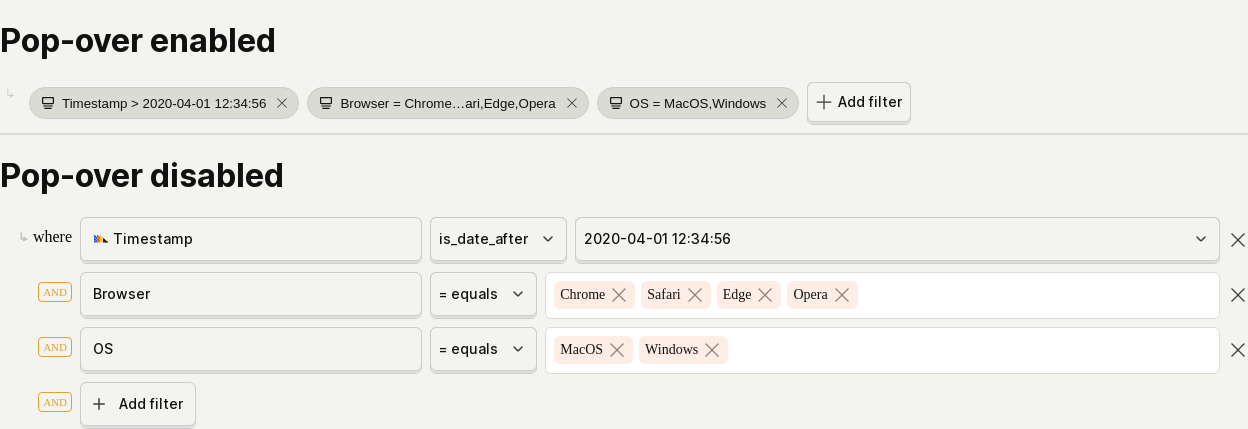 Pop-over enabled
Timestamp > 2020-04-01 12:34:56 Browser = Chrome…ari,Edge,Opera OS = MacOS,Windows Add filter
Pop-over disabled
where Timestamp is_date_after 2020-04-01 12:34:56
AND Browser = equals Chrome Safari Edge Opera
AND OS = equals MacOS Windows
AND Add filter